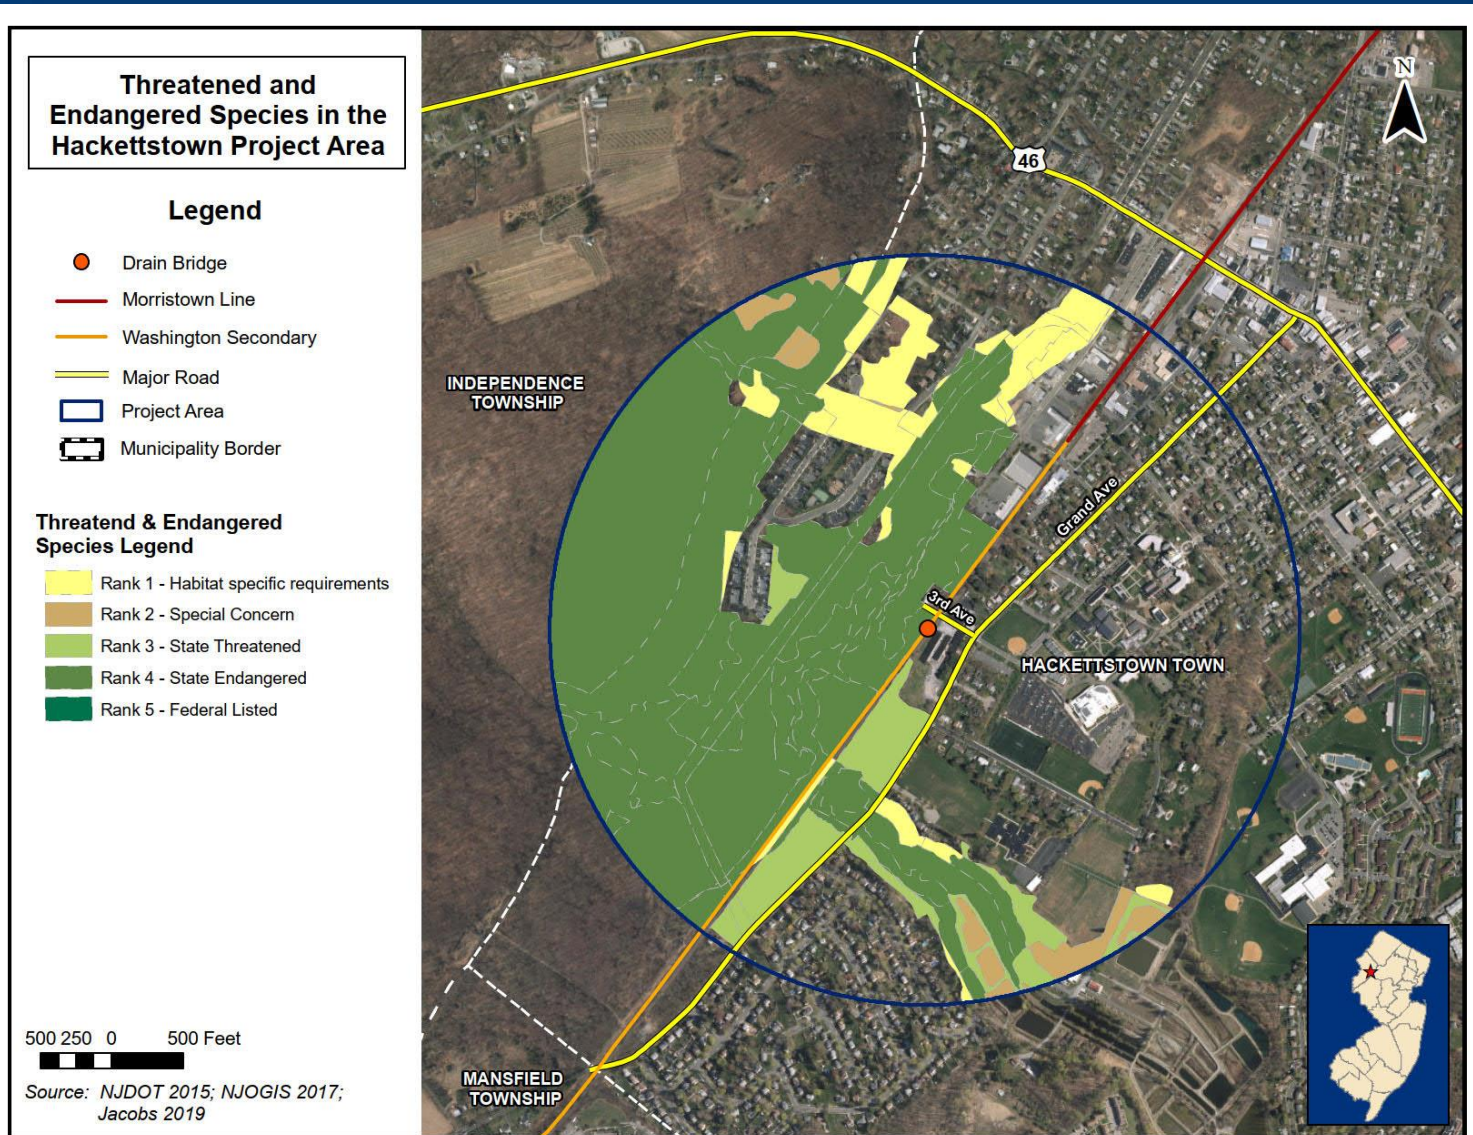 Threatened and
Endangered Species in the
Hackettstown Project Area
Legend
Drain Bridge
Morristown Line
Washington Secondary
Major Road
Project Area
Municipality Border
Threatend & Endangered
Species Legend
Rank 1 - Habitat specific requirements
Rank 2 - Special Concern
Rank 3 - State Threatened
Rank 4 - State Endangered
Rank 5 - Federal Listed
500 250 0 500 Feet
Source: NJDOT 2015; NJOGIS 2017;
Jacobs 2019
N
46
INDEPENDENCE
TOWNSHIP
Grand Ave
3rd Ave
HACKETTSTOWN TOWN
MANSFIELD
TOWNSHIP